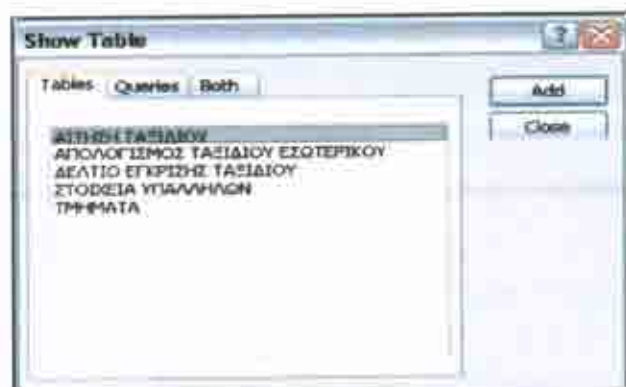 Show Table
Tables Queries Both
Add
Close
ΑΙΤΗΣΗ ΤΑΞΙΔΙΟΥ
ΑΠΟΛΟΓΙΣΜΟΣ ΤΑΞΙΔΙΟΥ ΕΣΩΤΕΡΙΚΟΥ
ΔΕΛΤΙΟ ΕΓΚΡΙΣΗΣ ΤΑΞΙΔΙΟΥ
ΣΤΟΙΧΕΙΑ ΥΠΑΛΛΗΛΩΝ
ΤΜΗΜΑΤΑ